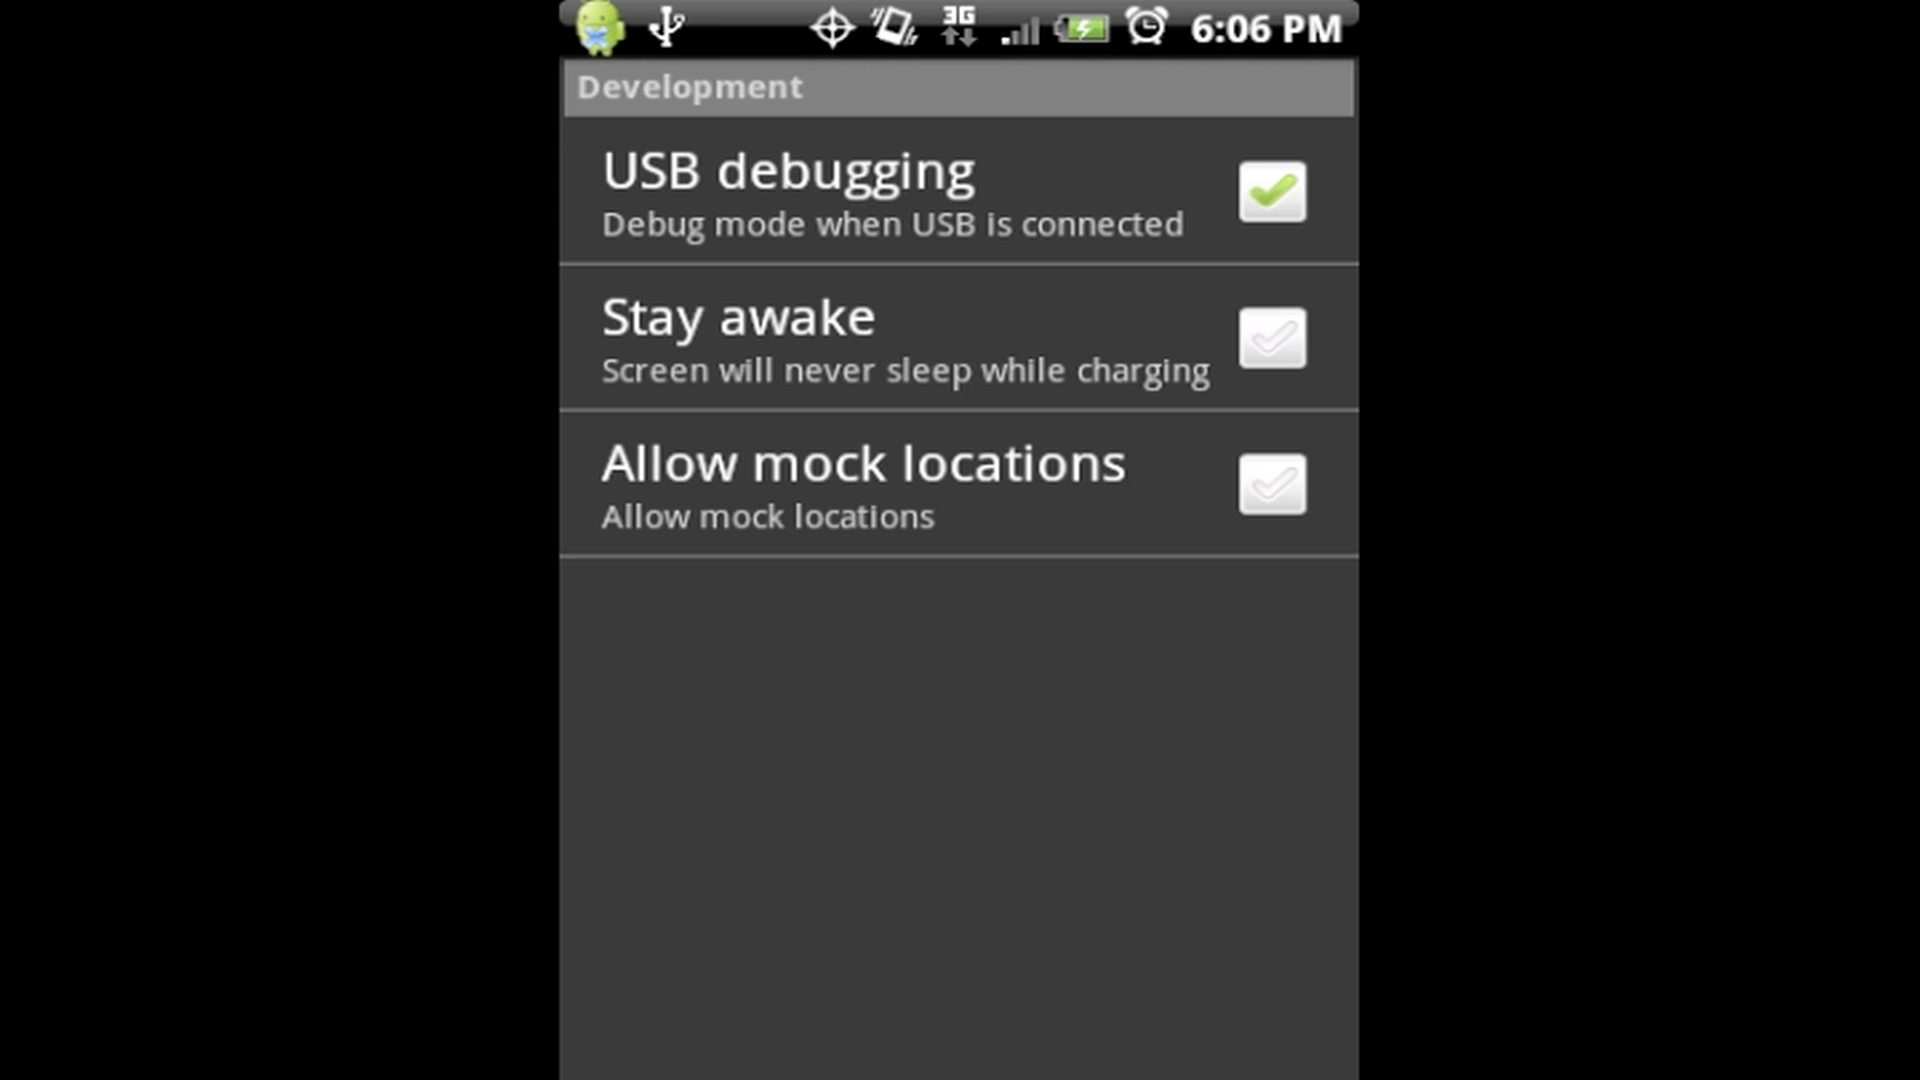 3G 6:06 PM
Development
USB debugging
Debug mode when USB is connected
Stay awake
Screen will never sleep while charging
Allow mock locations
Allow mock locations